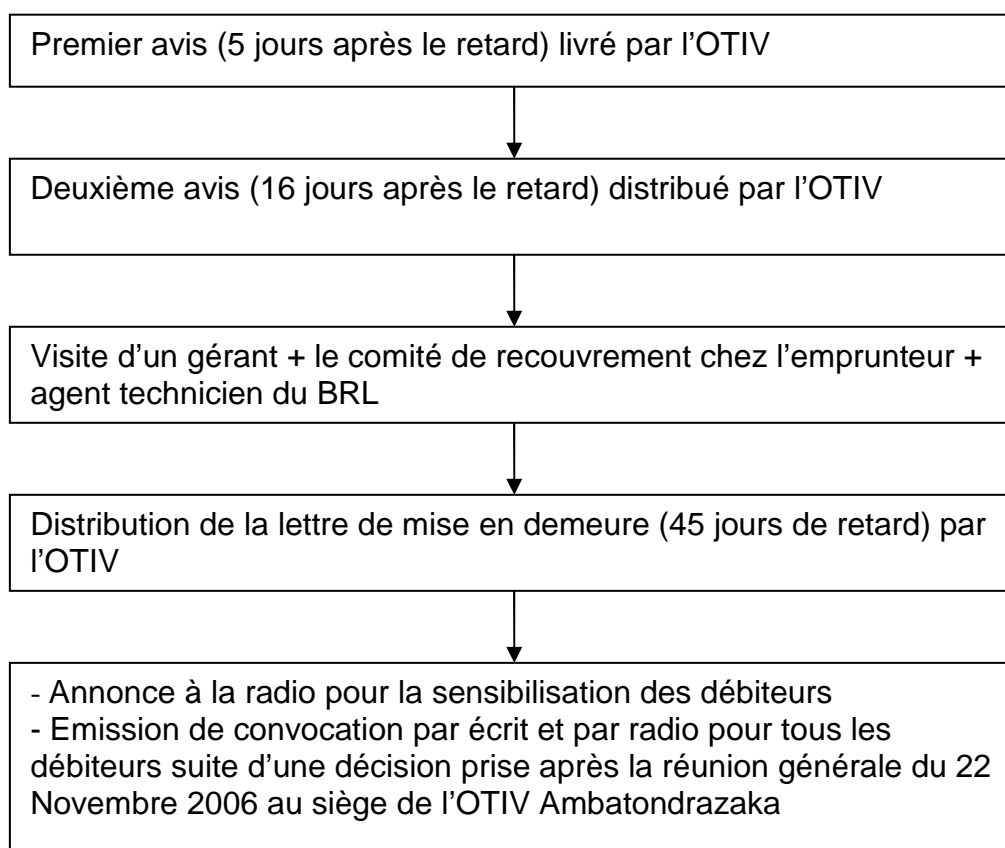 Premier avis (5 jours après le retard) livré par l’OTIV
Deuxième avis (16 jours après le retard) distribué par l’OTIV
Visite d’un gérant + le comité de recouvrement chez l’emprunteur +
agent technicien du BRL
Distribution de la lettre de mise en demeure (45 jours de retard) par
l’OTIV
- Annonce à la radio pour la sensibilisation des débiteurs
- Emission de convocation par écrit et par radio pour tous les
débiteurs suite d’une décision prise après la réunion générale du 22
Novembre 2006 au siège de l’OTIV Ambatondrazaka